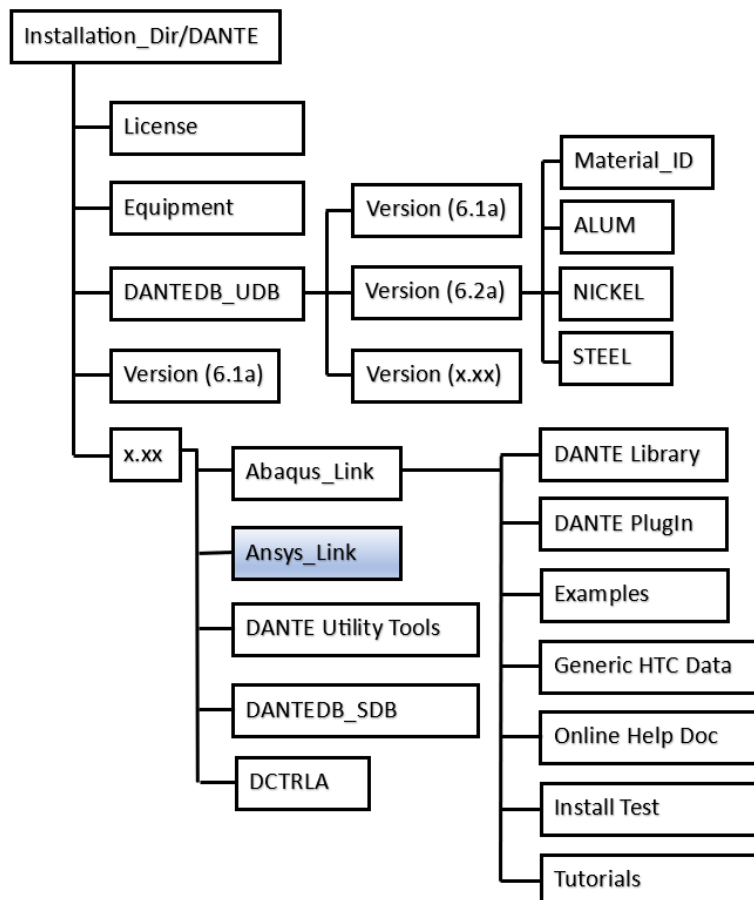 Installation_Dir/DANTE
License
Equipment
DANTEDB_UDB
Version (6.1a)
x.xx
Version (6.1a)
Version (6.2a)
Version (x.xx)
Material_ID
ALUM
NICKEL
STEEL
Abaqus_Link
Ansys_Link
DANTE Utility Tools
DANTEDB_SDB
DCTRLA
DANTE Library
DANTE PlugIn
Examples
Generic HTC Data
Online Help Doc
Install Test
Tutorials